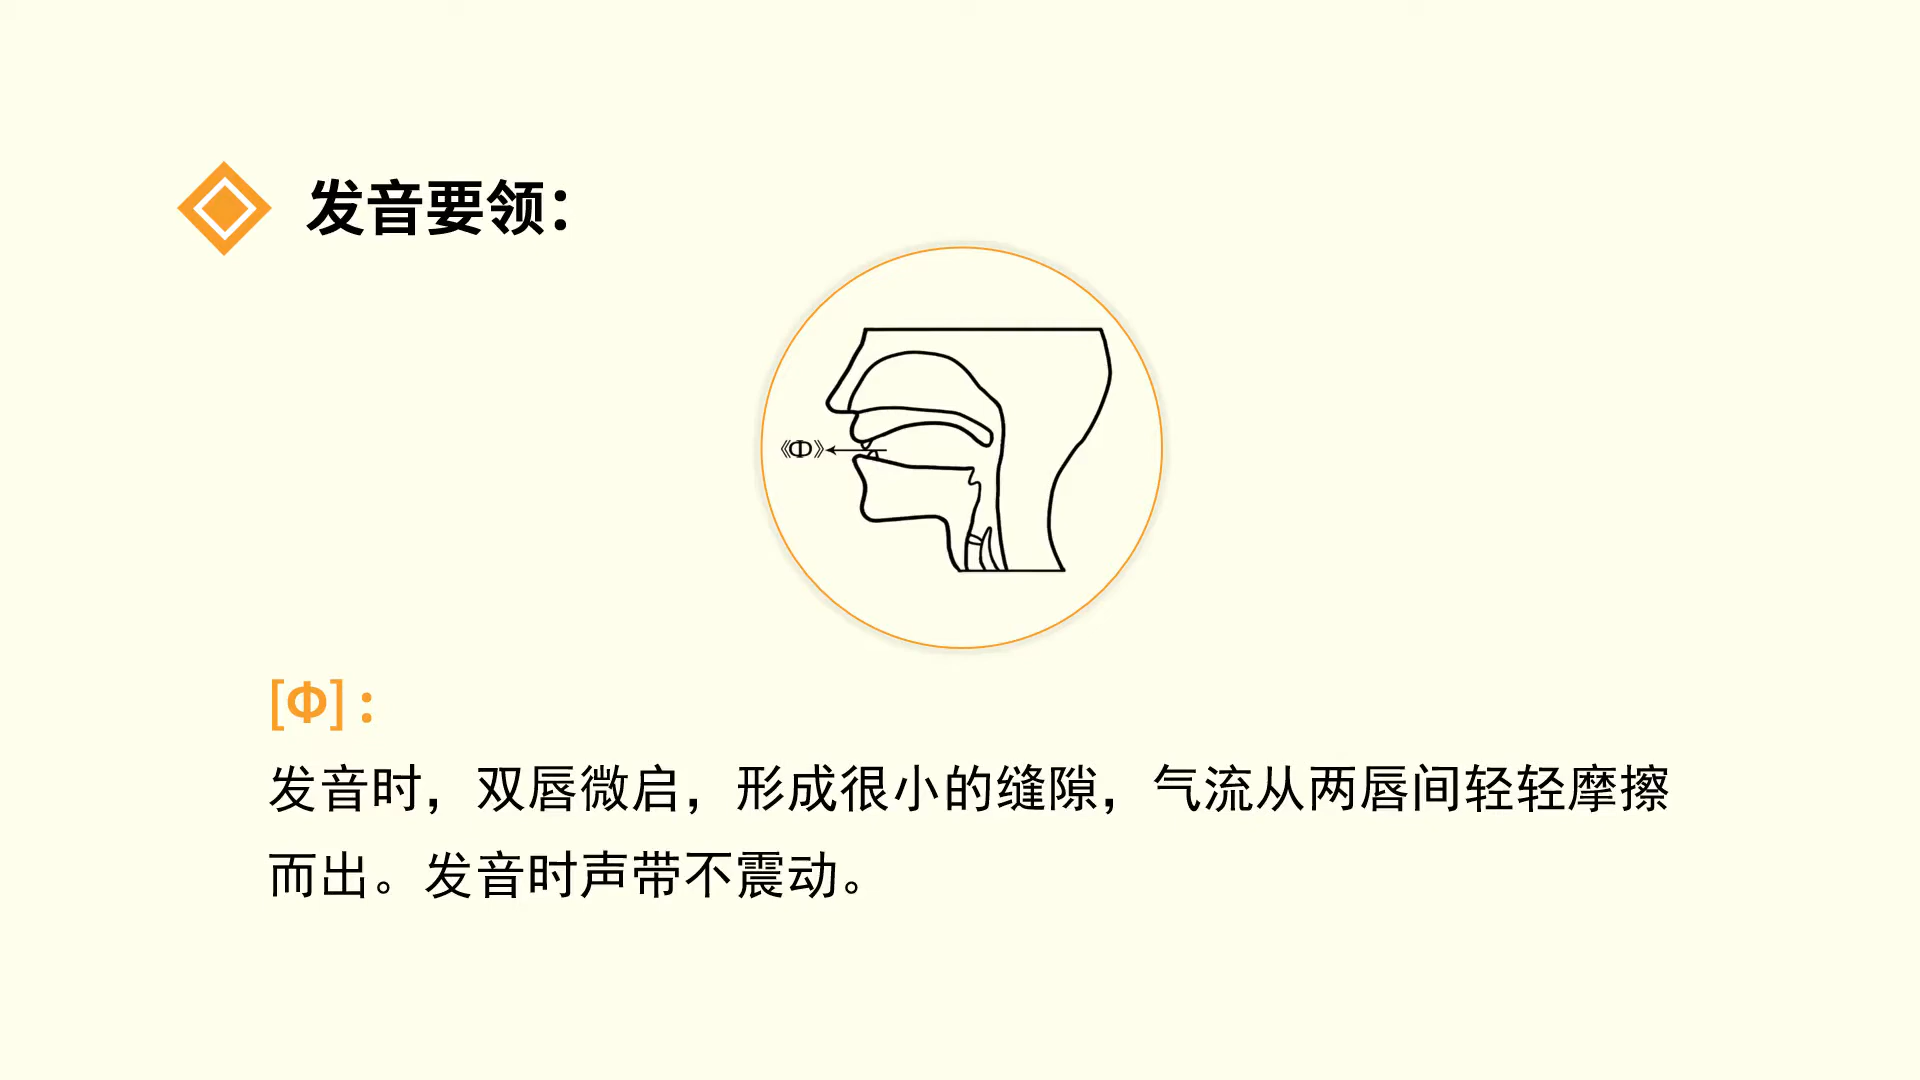 发音要领：
《Φ》
[Φ]：
发音时，双唇微启，形成很小的缝隙，气流从两唇间轻轻摩擦
而出。发音时声带不震动。